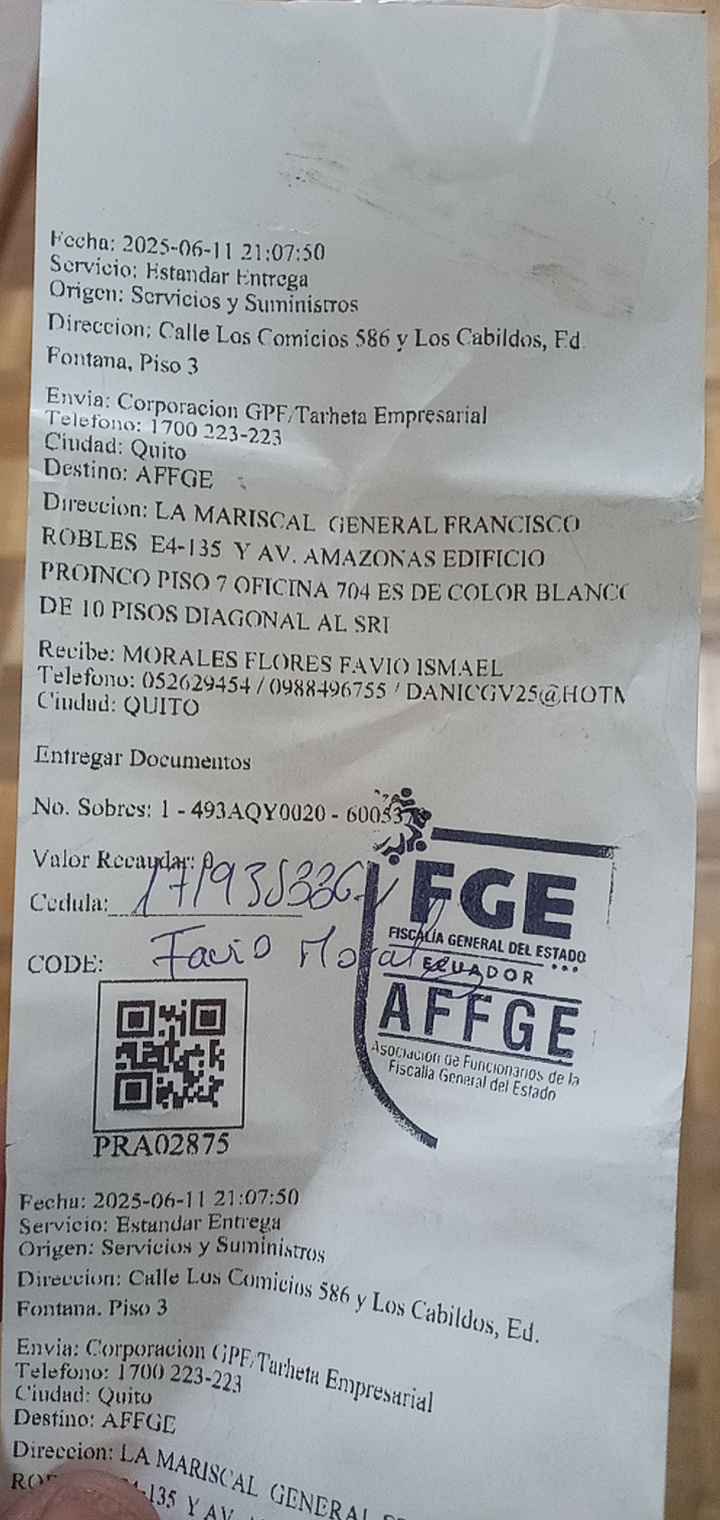 Fecha: 2025-06-11 21:07:50
Servicio: Estandar Entrega
Origen: Servicios y Suministros
Direccion: Calle Los Comicios 586 y Los Cabildos, Ed.
Fontana, Piso 3
Envia: Corporacion GPF/Tarheta Empresarial
Telefono: 1700 223-223
Ciudad: Quito
Destino: AFFGE
Direccion: LA MARISCAL GENERAL FRANCISCO
ROBLES E4-135 Y AV. AMAZONAS EDIFICIO
PROINCO PISO 7 OFICINA 704 ES DE COLOR BLANCO
DE 10 PISOS DIAGONAL AL SRI
Recibe: MORALES FLORES FAVIO ISMAEL
Telefono: 052629454 / 0988496755 / DANICGV25@HOTM
Ciudad: QUITO
Entregar Documentos
No. Sobres: 1 - 493AQY0020 - 60053
Valor Recaudar: 0
Cedula:
CODE: Favio Morales
FGE
FISCALÍA GENERAL DEL ESTADO
ECUADOR
AFFGE
Asociación de Funcionarios de la
Fiscalía General del Estado
PRA02875
Fecha: 2025-06-11 21:07:50
Servicio: Estandar Entrega
Origen: Servicios y Suministros
Direccion: Calle Los Comicios 586 y Los Cabildos, Ed.
Fontana. Piso 3
Envia: Corporacion GPF/Tarheta Empresarial
Telefono: 1700 223-223
Ciudad: Quito
Destino: AFFGE
Direccion: LA MARISCAL GENERAL
-135 Y AV.